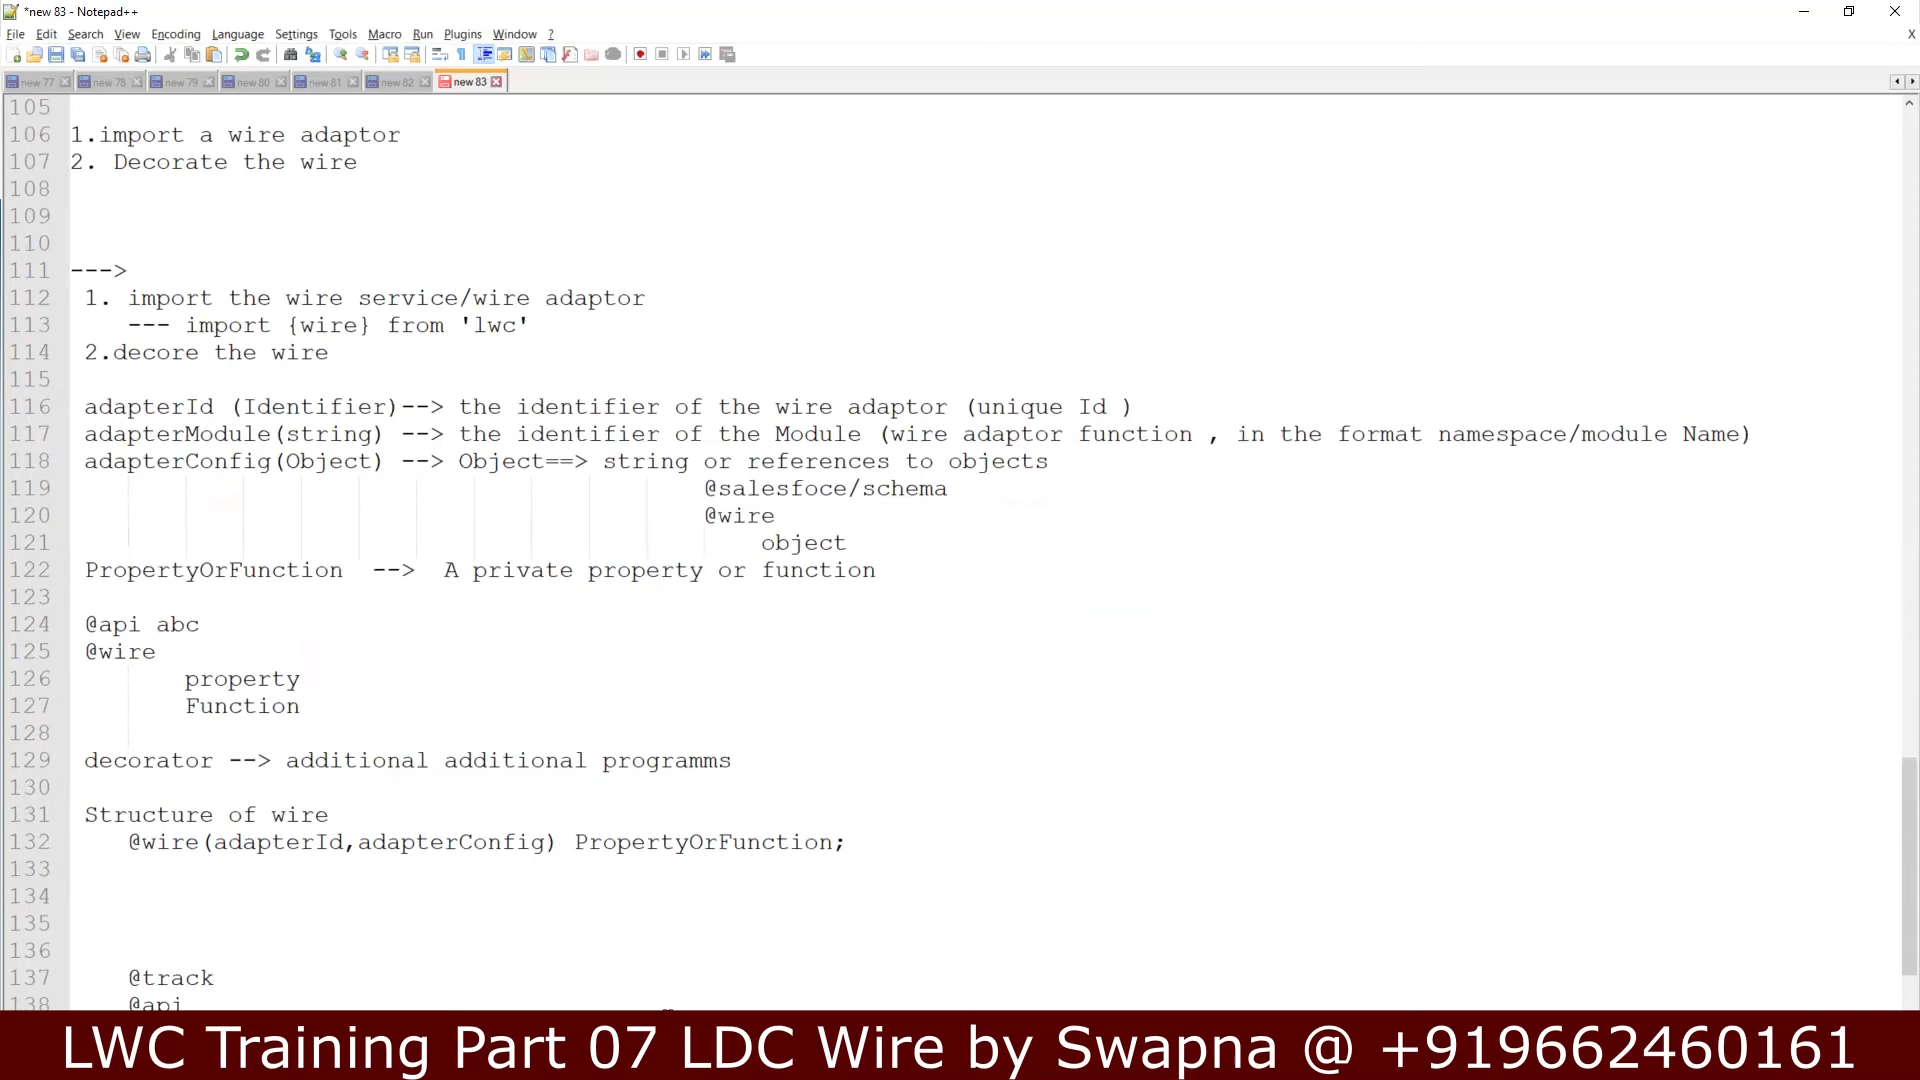 *new 83 - Notepad++
File Edit Search View Encoding Language Settings Tools Macro Run Plugins Window ? X
new 77 new 78 new 79 new 80 new 81 new 82 new 83
105
106 1.import a wire adaptor
107 2. Decorate the wire
108
109
110
111 --->
112 1. import the wire service/wire adaptor
113 --- import {wire} from 'lwc'
114 2.decore the wire
115
116 adapterId (Identifier)--> the identifier of the wire adaptor (unique Id )
117 adapterModule(string) --> the identifier of the Module (wire adaptor function , in the format namespace/module Name)
118 adapterConfig(Object) --> Object==> string or references to objects
119 @salesfoce/schema
120 @wire
121 object
122 PropertyOrFunction --> A private property or function
123
124 @api abc
125 @wire
126 property
127 Function
128
129 decorator --> additional additional programms
130
131 Structure of wire
132 @wire(adapterId,adapterConfig) PropertyOrFunction;
133
134
135
136
137 @track
138 @api
LWC Training Part 07 LDC Wire by Swapna @ +919662460161